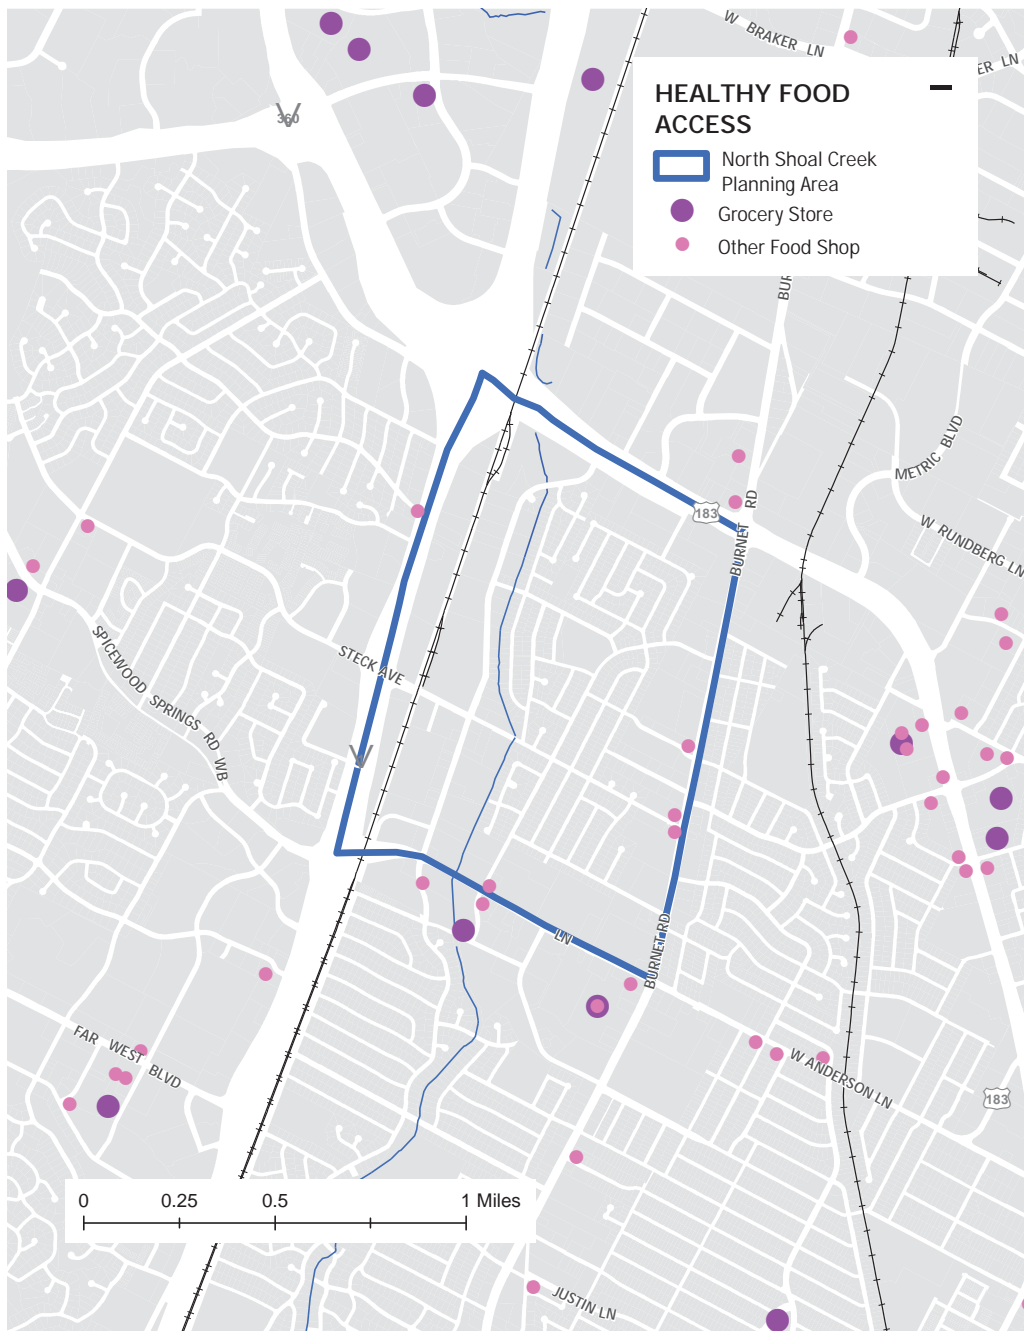 W BRAKER LN
ER LN
360
HEALTHY FOOD
ACCESS
North Shoal Creek
Planning Area
Grocery Store
Other Food Shop
BUR
METRIC BLVD
W RUNDBERG LN
183
BURNET RD
STECK AVE
SPICEWOOD SPRINGS RD WB
LN
BURNET RD
FAR WEST BLVD
W ANDERSON LN
183
0 0.25 0.5 1 Miles
JUSTIN LN